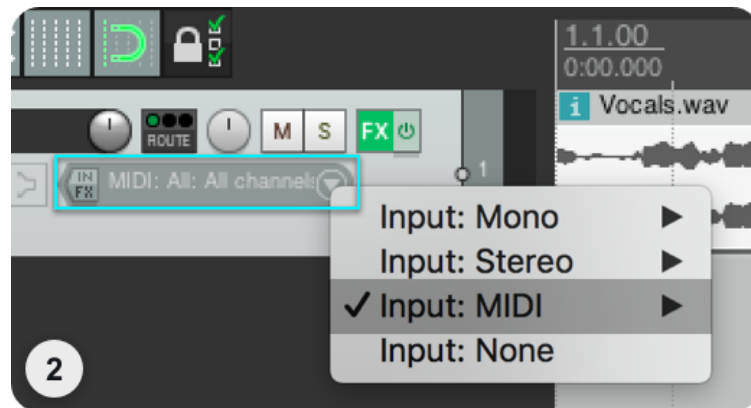 1.1.00
0:00.000
i Vocals.wav
ROUTE M S FX
IN FX MIDI: All: All channels
1
Input: Mono
Input: Stereo
✓ Input: MIDI
Input: None
2